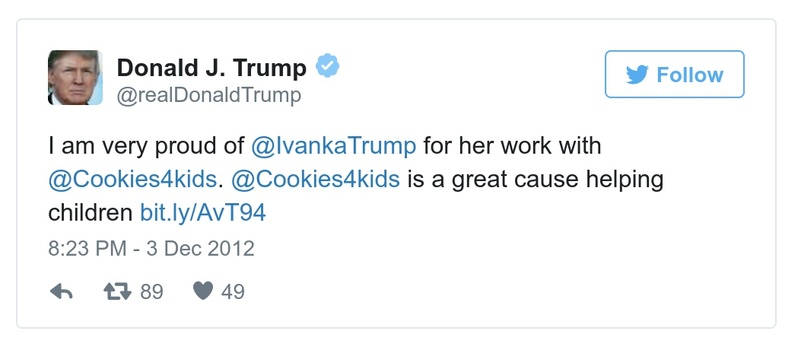 Donald J. Trump
@realDonaldTrump
Follow
I am very proud of @IvankaTrump for her work with
@Cookies4kids. @Cookies4kids is a great cause helping
children bit.ly/AvT94
8:23 PM - 3 Dec 2012
89 49